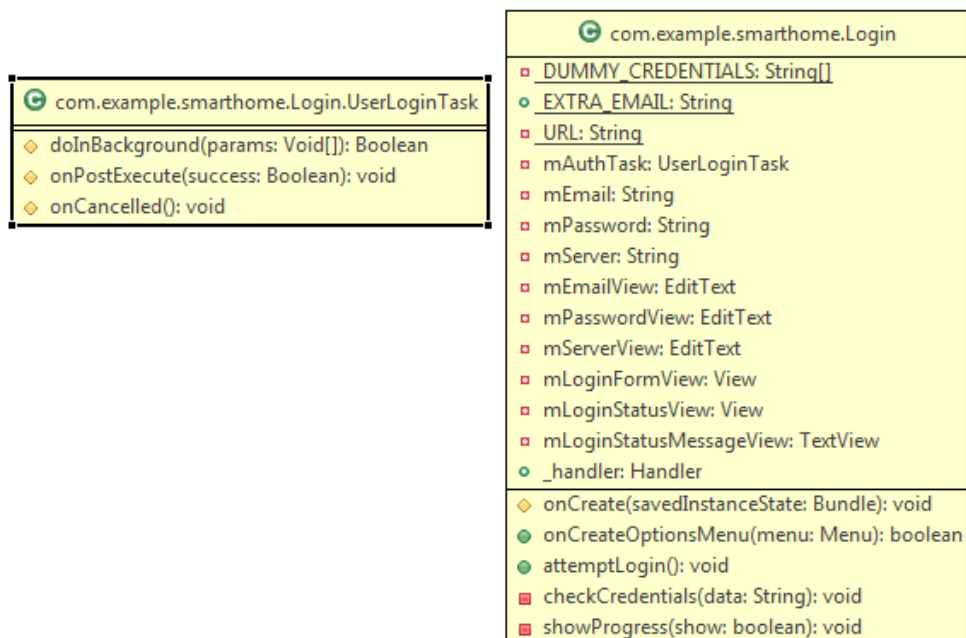 com.example.smarthome.Login.UserLoginTask
doInBackground(params: Void[]): Boolean
onPostExecute(success: Boolean): void
onCancelled(): void
com.example.smarthome.Login
DUMMY_CREDENTIALS: String[]
EXTRA_EMAIL: String
URL: String
mAuthTask: UserLoginTask
mEmail: String
mPassword: String
mServer: String
mEmailView: EditText
mPasswordView: EditText
mServerView: EditText
mLoginFormView: View
mLoginStatusView: View
mLoginStatusMessageView: TextView
_handler: Handler
onCreate(savedInstanceState: Bundle): void
onCreateOptionsMenu(menu: Menu): boolean
attemptLogin(): void
checkCredentials(data: String): void
showProgress(show: boolean): void